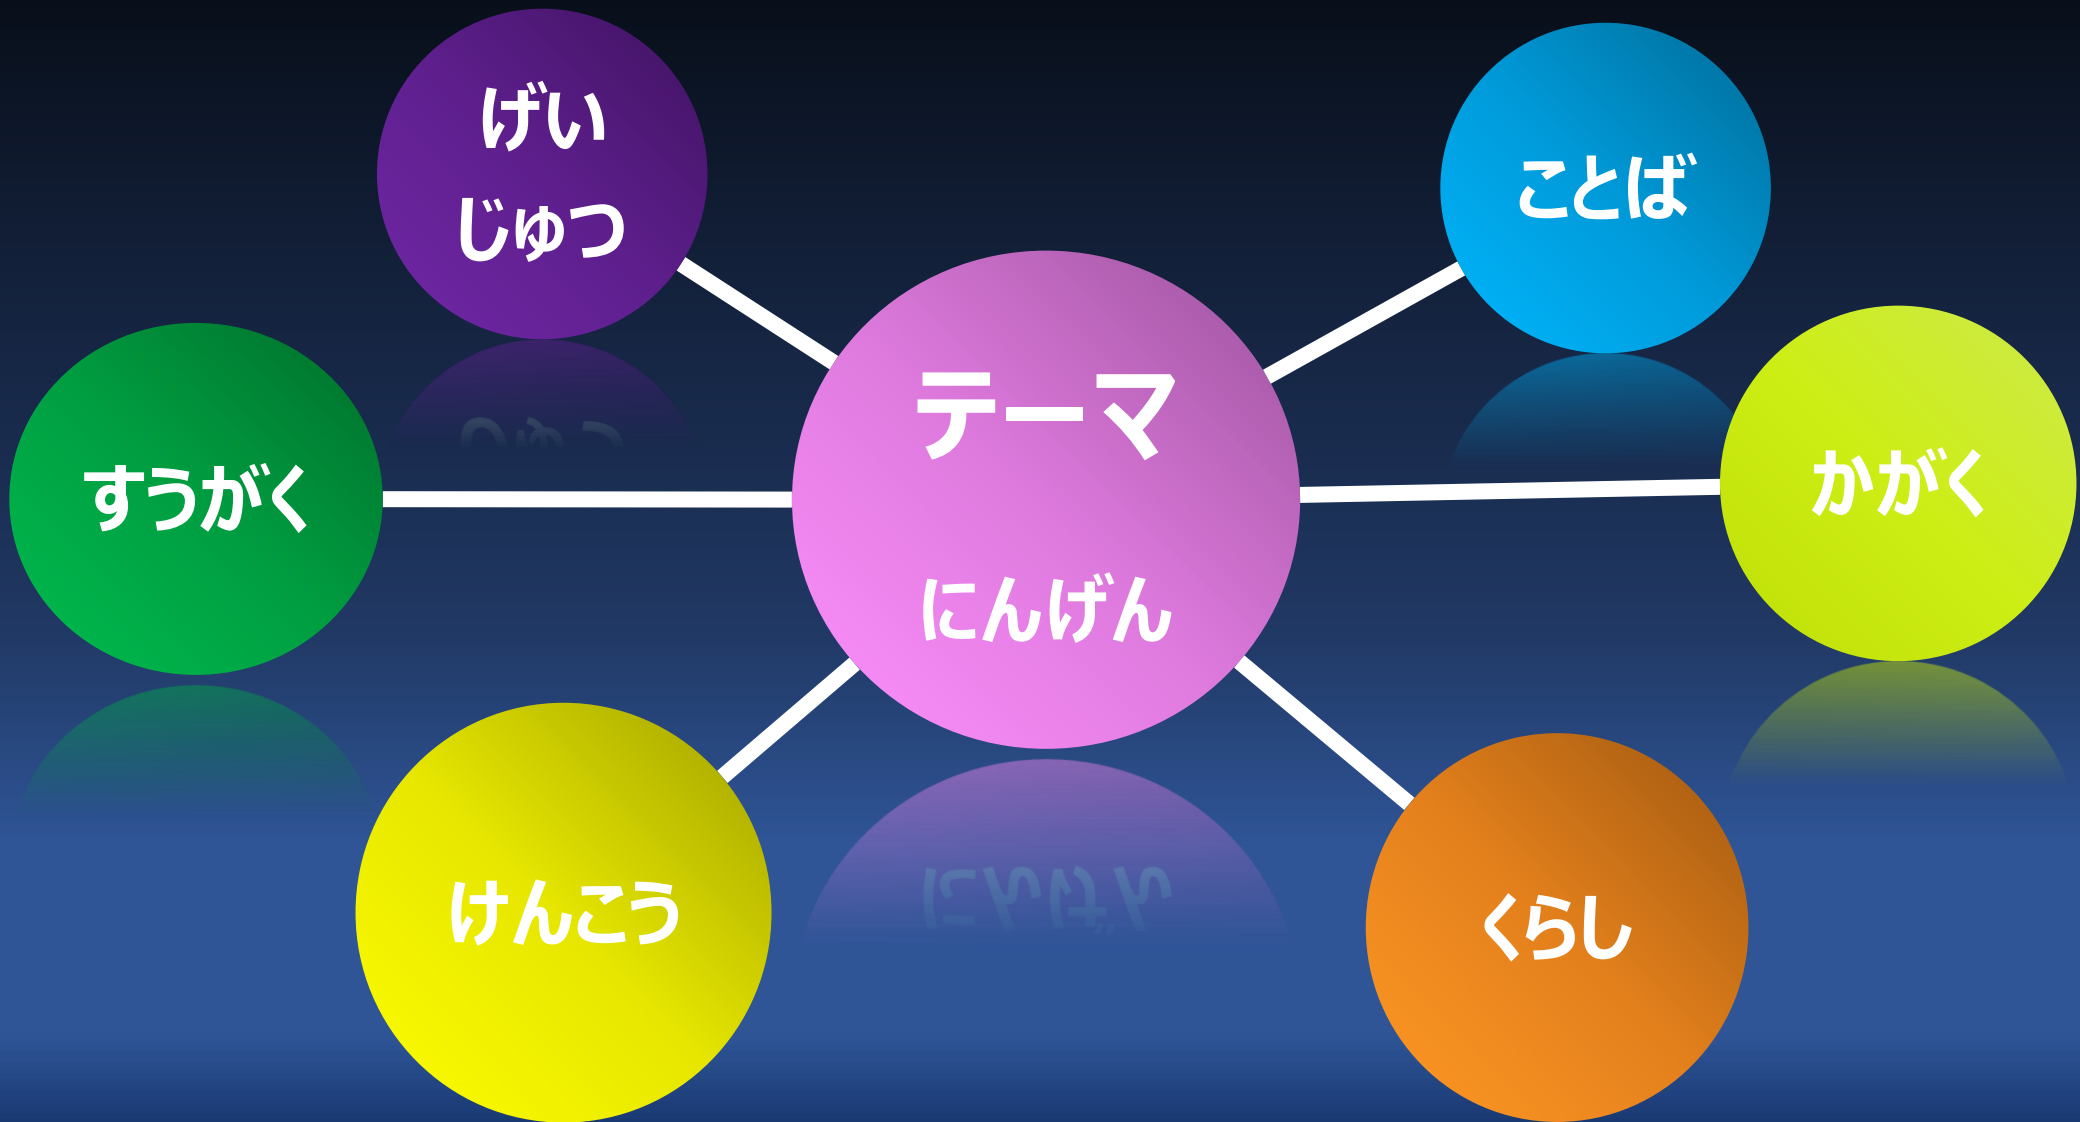 げい
じゅつ
ことば
テーマ
にんげん
すうがく
かがく
けんこう
くらし